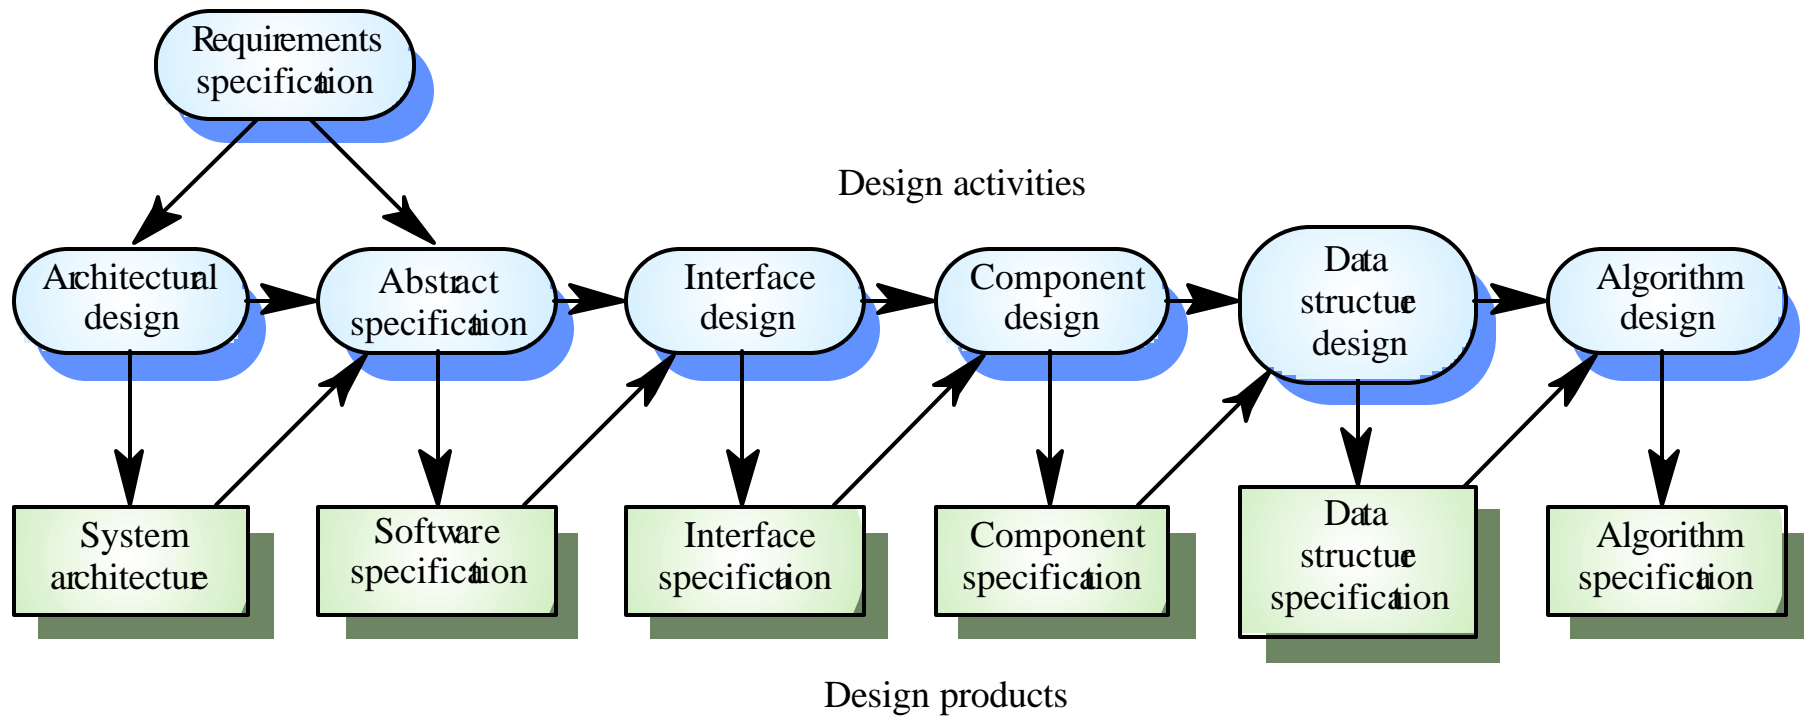 Requirements
specification
Design activities
Architectural
design
Abstract
specification
Interface
design
Component
design
Data
structure
design
Algorithm
design
System
architecture
Software
specification
Interface
specification
Component
specification
Data
structure
specification
Algorithm
specification
Design products